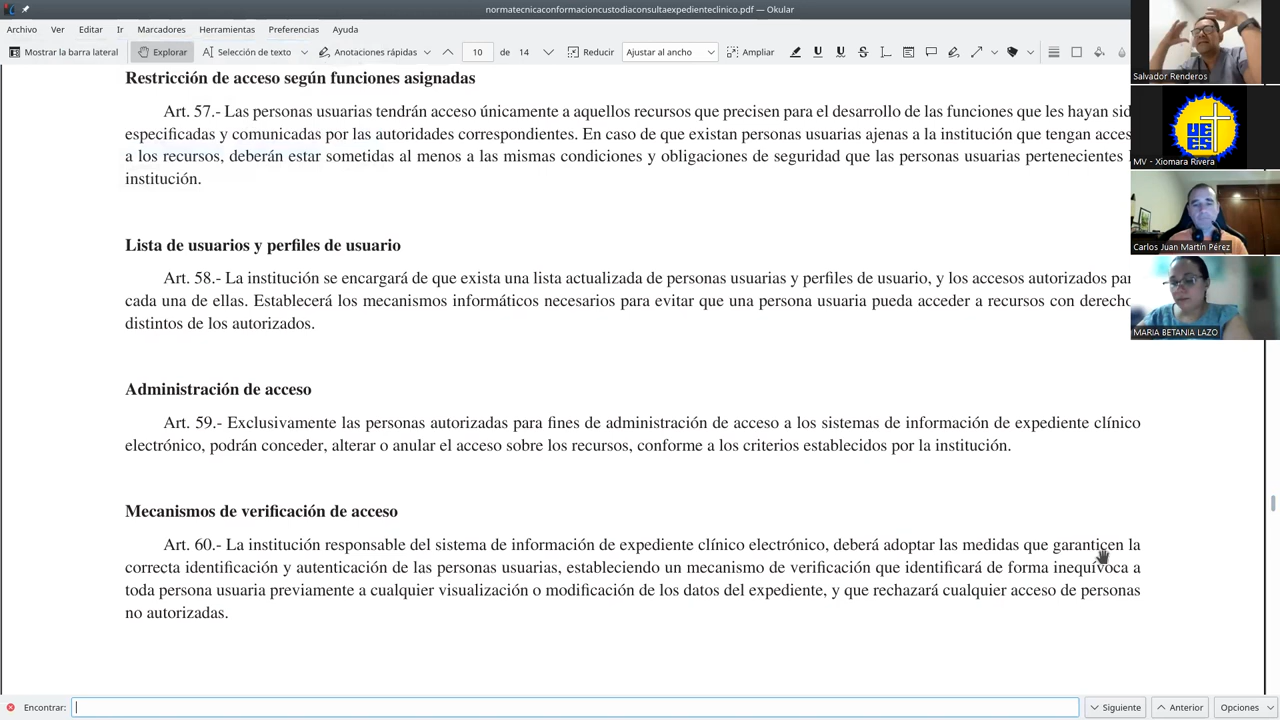 normatecnicaconformacioncustodiaconsultaexpedienteclinico.pdf — Okular
Archivo Ver Editar Ir Marcadores Herramientas Preferencias Ayuda
Mostrar la barra lateral Explorar Selección de texto Anotaciones rápidas 10 de 14 Reducir Ajustar al ancho Ampliar
Restricción de acceso según funciones asignadas
Art. 57.- Las personas usuarias tendrán acceso únicamente a aquellos recursos que precisen para el desarrollo de las funciones que les hayan sid
especificadas y comunicadas por las autoridades correspondientes. En caso de que existan personas usuarias ajenas a la institución que tengan acces
a los recursos, deberán estar sometidas al menos a las mismas condiciones y obligaciones de seguridad que las personas usuarias pertenecientes
institución.
Lista de usuarios y perfiles de usuario
Art. 58.- La institución se encargará de que exista una lista actualizada de personas usuarias y perfiles de usuario, y los accesos autorizados par
cada una de ellas. Establecerá los mecanismos informáticos necesarios para evitar que una persona usuaria pueda acceder a recursos con derecho
distintos de los autorizados.
Administración de acceso
Art. 59.- Exclusivamente las personas autorizadas para fines de administración de acceso a los sistemas de información de expediente clínico
electrónico, podrán conceder, alterar o anular el acceso sobre los recursos, conforme a los criterios establecidos por la institución.
Mecanismos de verificación de acceso
Art. 60.- La institución responsable del sistema de información de expediente clínico electrónico, deberá adoptar las medidas que garanticen la
correcta identificación y autenticación de las personas usuarias, estableciendo un mecanismo de verificación que identificará de forma inequívoca a
toda persona usuaria previamente a cualquier visualización o modificación de los datos del expediente, y que rechazará cualquier acceso de personas
no autorizadas.
Encontrar: Siguiente Anterior Opciones
Salvador Renderos
UEES
MV - Xiomara Rivera
Carlos Juan Martín Pérez
MARIA BETANIA LAZO